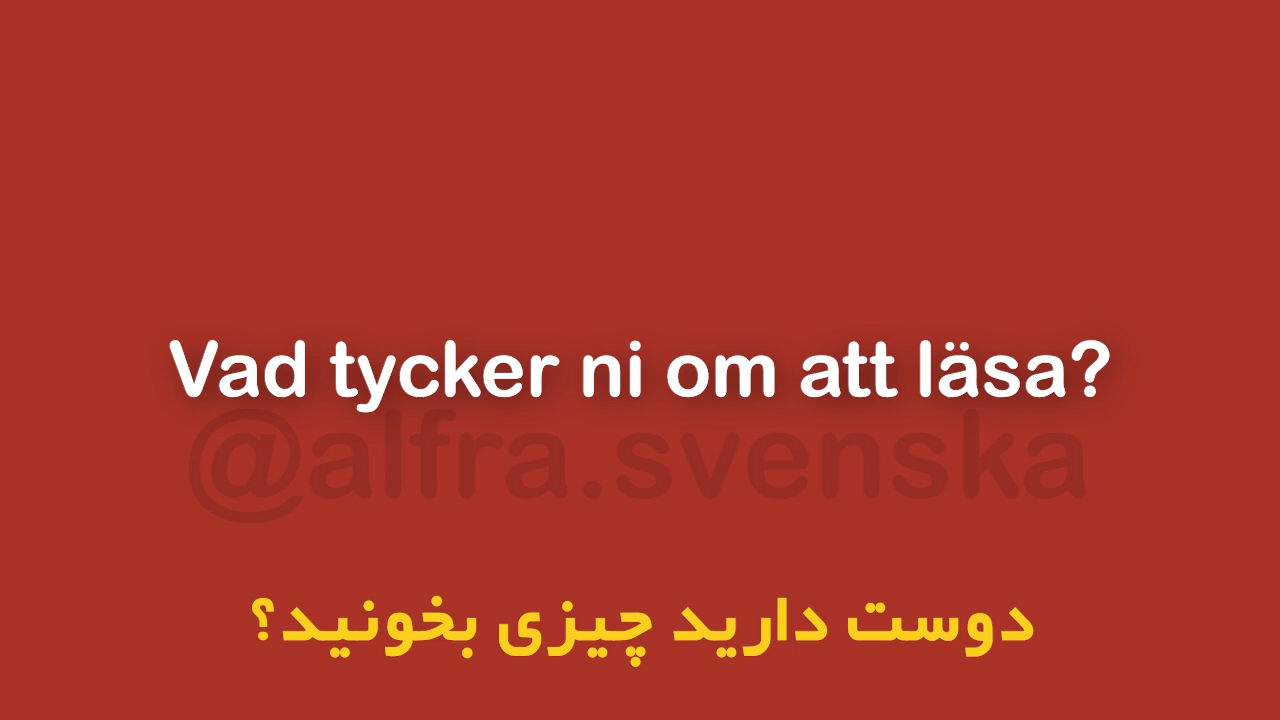 Vad tycker ni om att läsa?
@alfra.svenska
دوست دارید چیزی بخونید؟